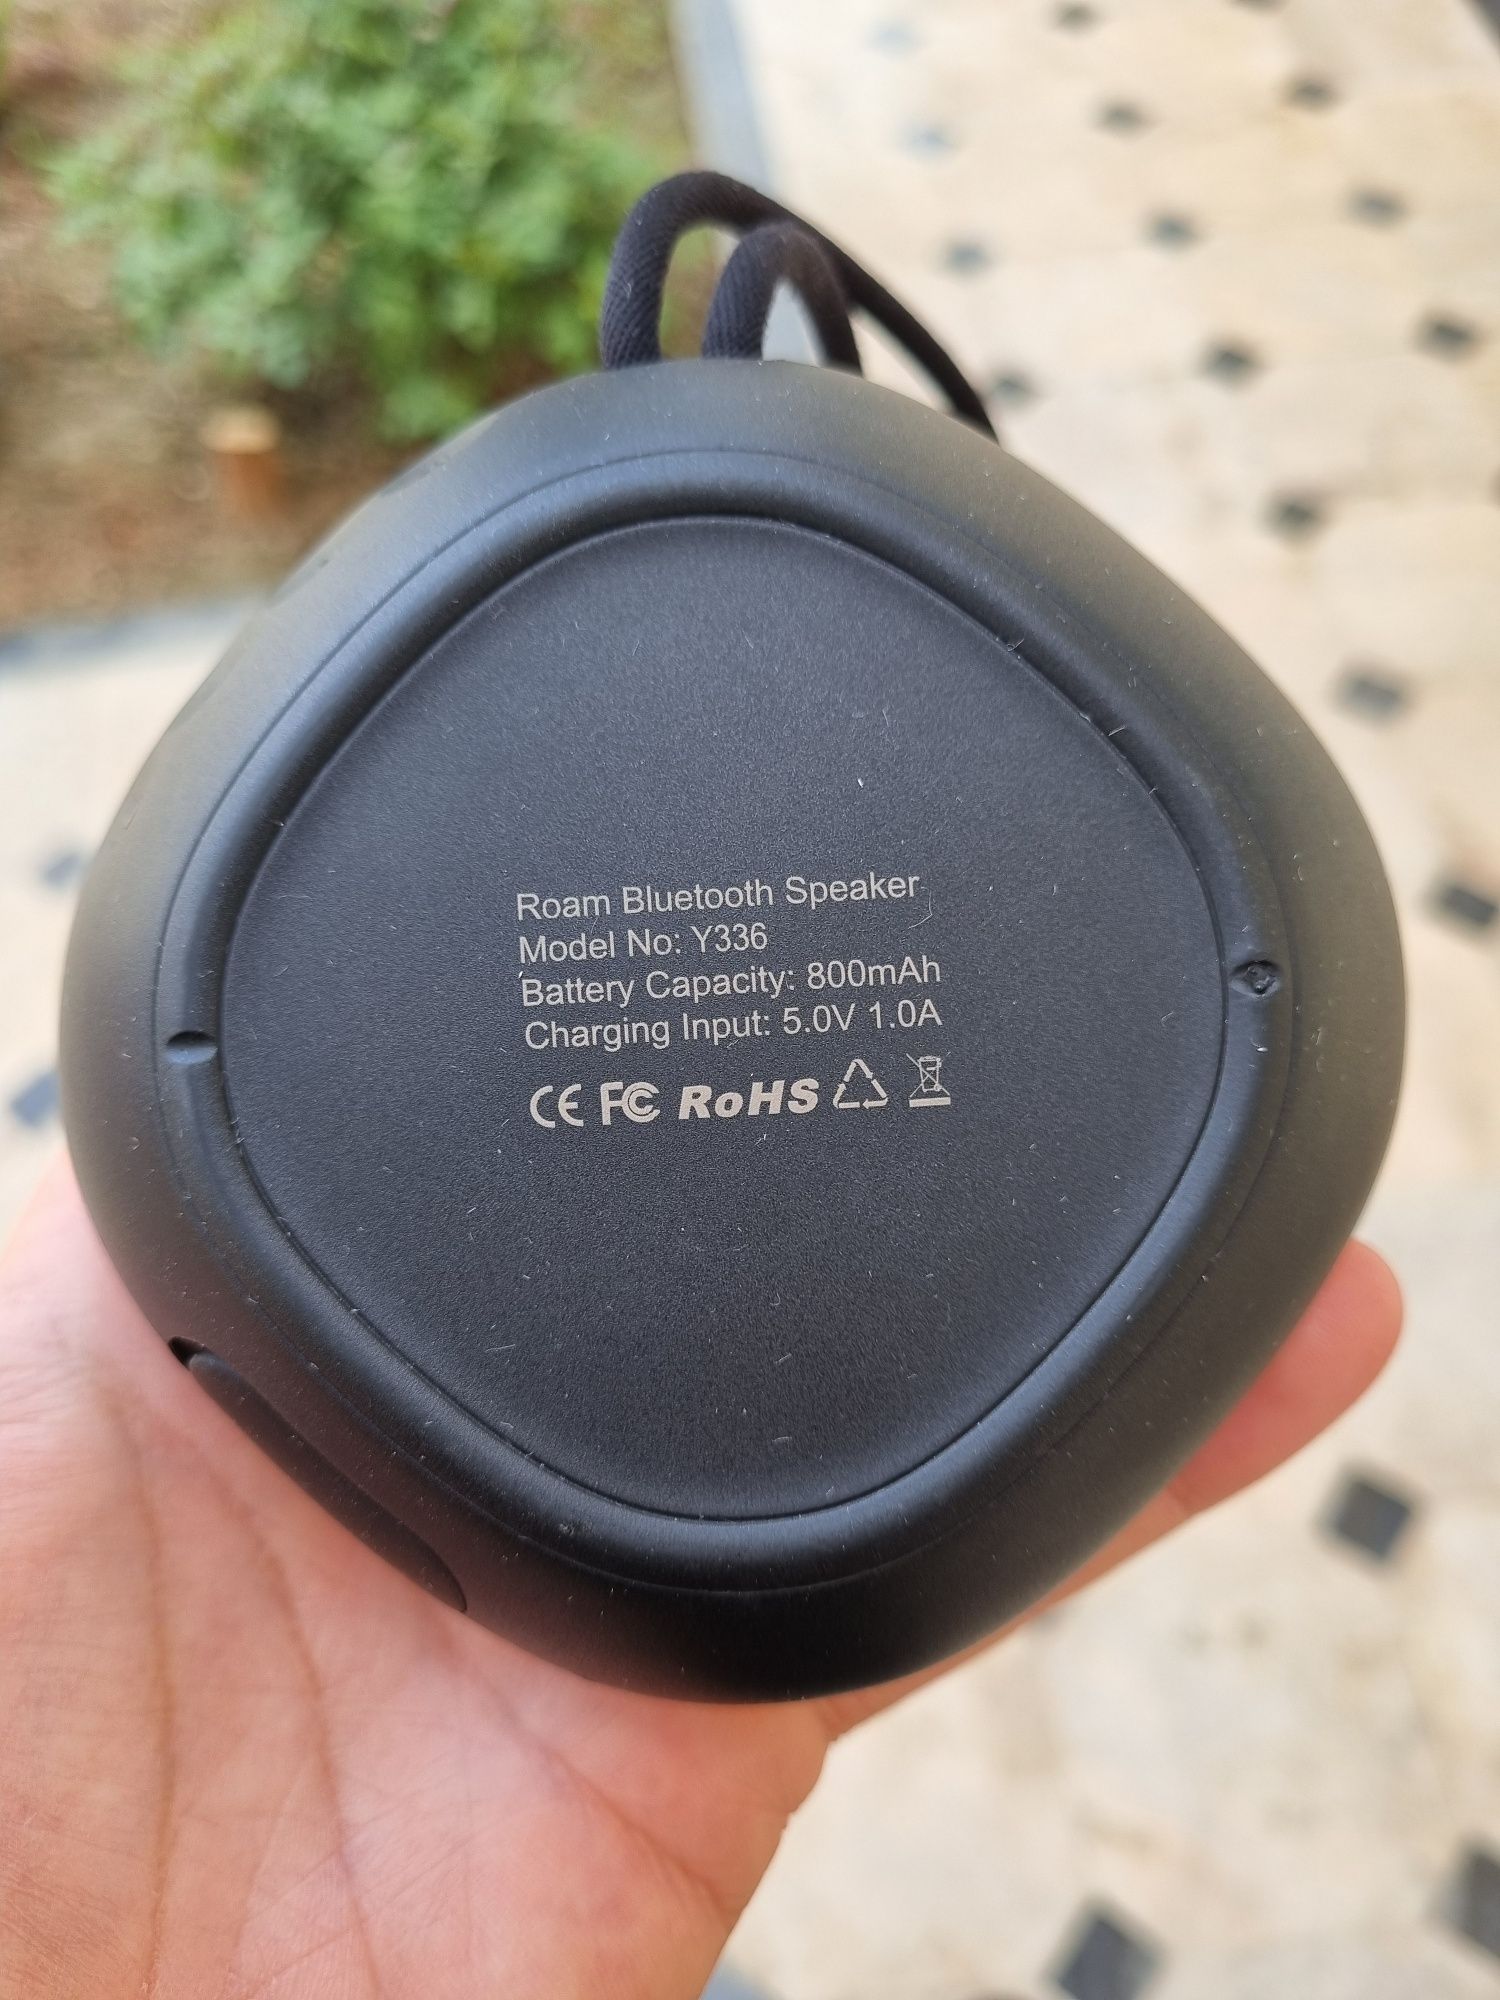 Roam Bluetooth Speaker
Model No: Y336
Battery Capacity: 800mAh
Charging Input: 5.0V 1.0A
CE FC RoHS